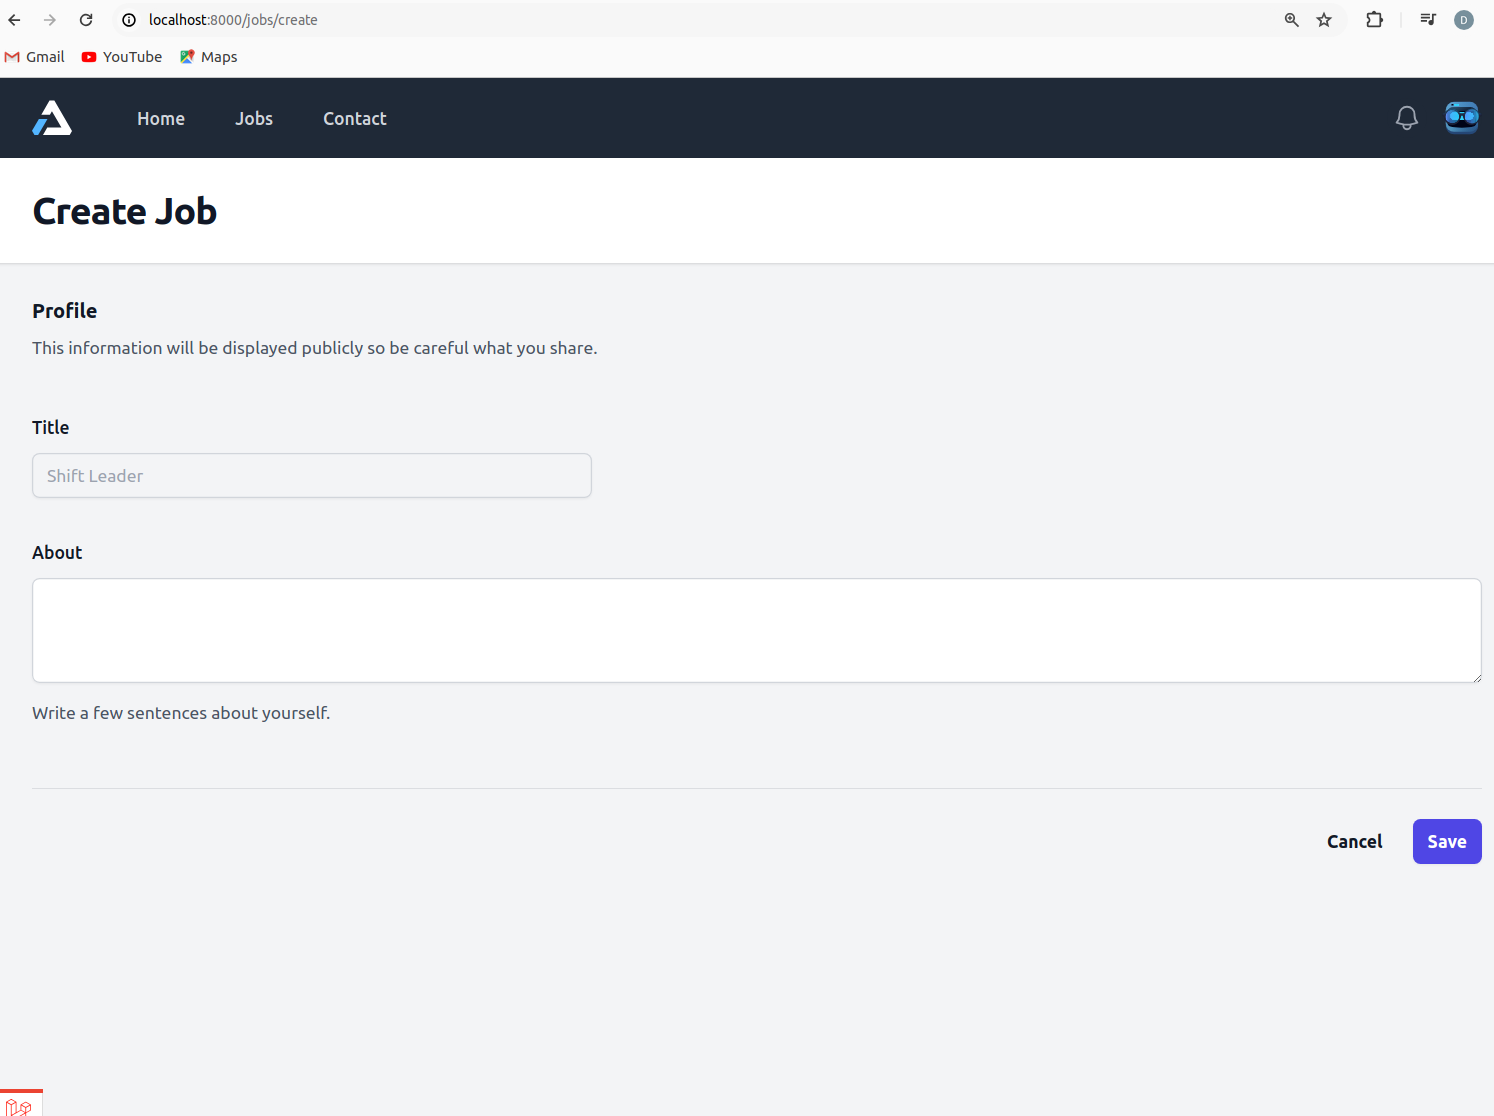 localhost:8000/jobs/create
D
Gmail YouTube Maps
Home Jobs Contact
Create Job
Profile
This information will be displayed publicly so be careful what you share.
Title
Shift Leader
About
Write a few sentences about yourself.
Cancel Save